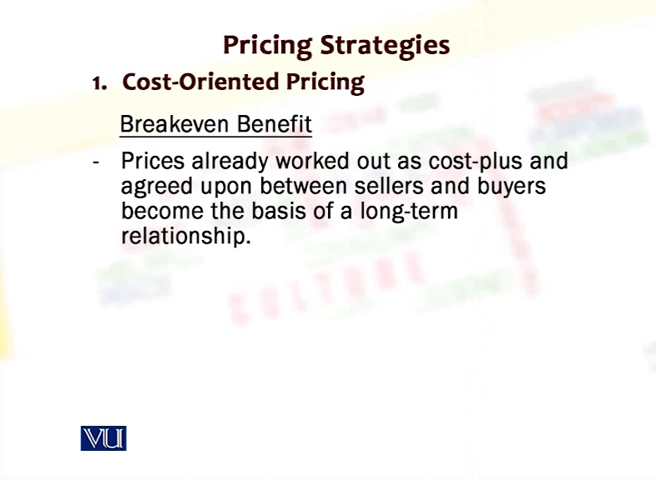 Pricing Strategies
1. Cost-Oriented Pricing
Breakeven Benefit
- Prices already worked out as cost-plus and
agreed upon between sellers and buyers
become the basis of a long-term
relationship.
CULTURE
VU